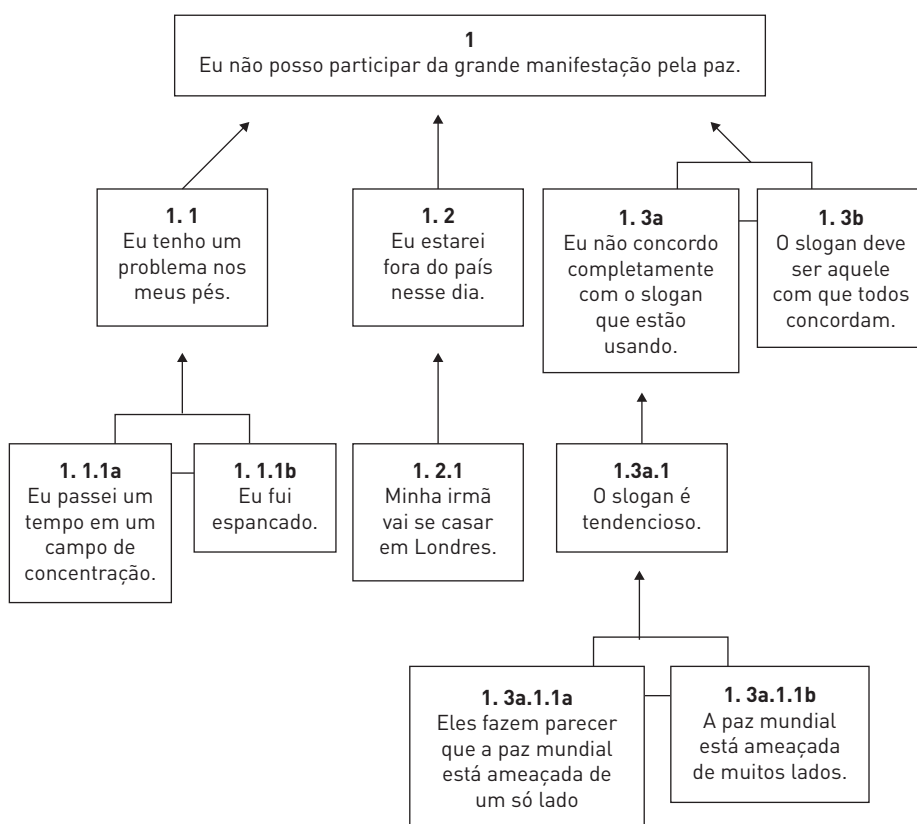 1
Eu não posso participar da grande manifestação pela paz.
1. 1
Eu tenho um
problema nos
meus pés.
1. 2
Eu estarei
fora do país
nesse dia.
1. 3a
Eu não concordo
completamente
com o slogan
que estão
usando.
1. 3b
O slogan deve
ser aquele
com que todos
concordam.
1. 1.1a
Eu passei um
tempo em um
campo de
concentração.
1. 1.1b
Eu fui
espancado.
1. 2.1
Minha irmã
vai se casar
em Londres.
1.3a.1
O slogan é
tendencioso.
1. 3a.1.1a
Eles fazem parecer
que a paz mundial
está ameaçada de
um só lado
1. 3a.1.1b
A paz mundial
está ameaçada
de muitos lados.